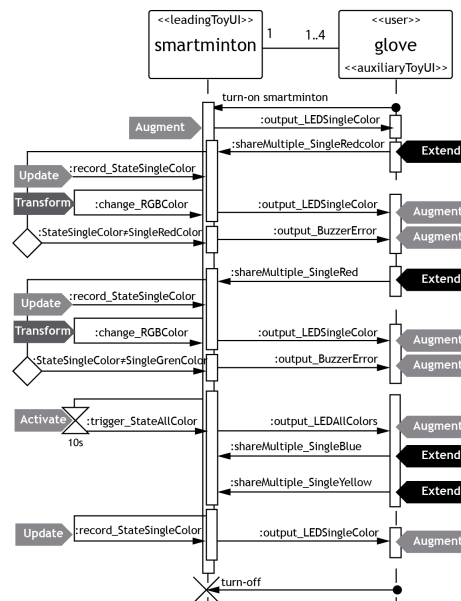 <<leadingToyUI>>
smartminton
1
1..4
<<user>>
glove
<<auxiliaryToyUI>>
turn-on smartminton
Augment
:output_LEDSingleColor
:shareMultiple_SingleRedcolor
Extend
Update
:record_StateSingleColor
Transform
:change_RGBColor
:output_LEDSingleColor
Augment
:StateSingleColor≠SingleRedColor
:output_BuzzerError
Augment
:shareMultiple_SingleRed
Extend
Update
:record_StateSingleColor
Transform
:change_RGBColor
:output_LEDSingleColor
Augment
:StateSingleColor≠SingleGrenColor
:output_BuzzerError
Augment
Activate
:trigger_StateAllColor
10s
:output_LEDAllColors
Augment
:shareMultiple_SingleBlue
Extend
:shareMultiple_SingleYellow
Extend
Update
:record_StateSingleColor
:output_LEDSingleColor
Augment
turn-off